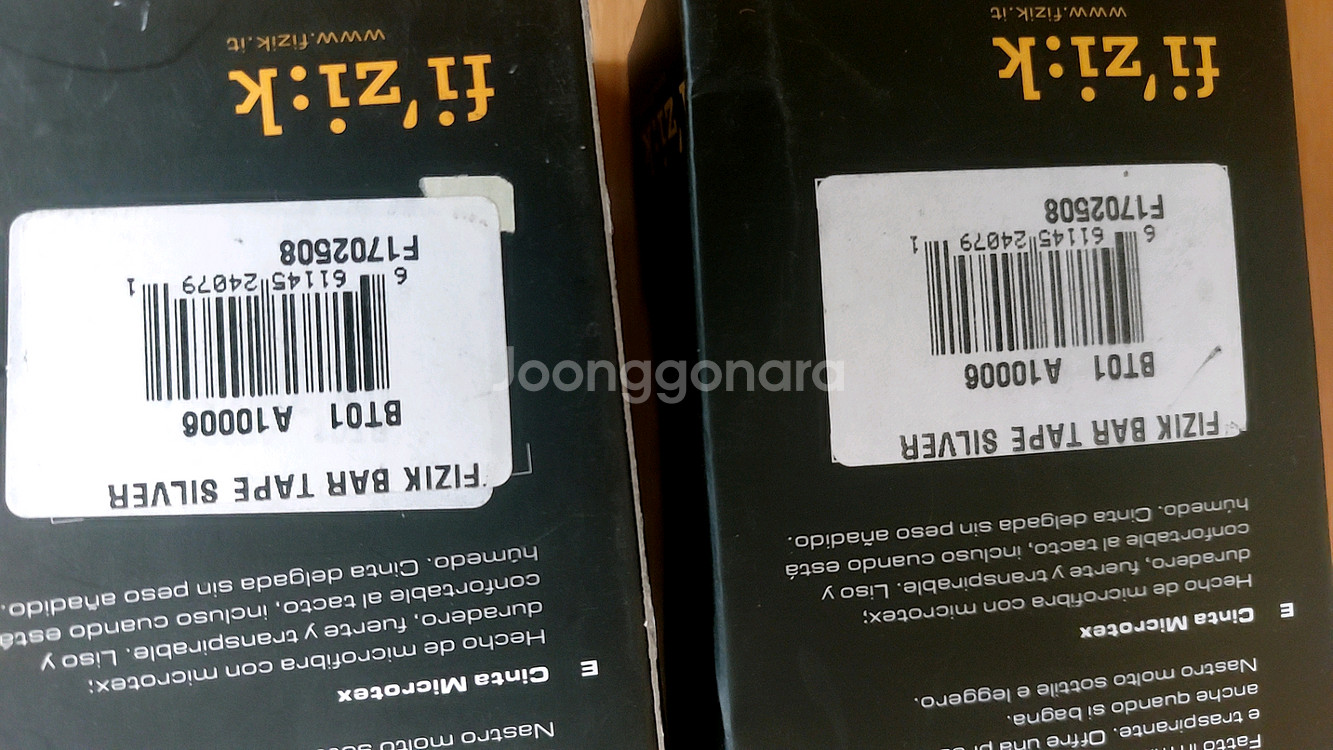 Nastro molto
E Cinta Microtex
Hecho de microfibra con microtex;
duradero, fuerte y transpirable. Liso y
confortable al tacto, incluso cuando está
húmedo. Cinta delgada sin peso añadido.
FIZIK BAR TAPE SILVER
BT01 A10006
6 61145 24079 1
F1702508
fi'zi:k
www.fizik.it
e traspirante. Offre una
anche quando si bagna.
Nastro molto sottile e leggero.
E Cinta Microtex
Hecho de microfibra con microtex;
duradero, fuerte y transpirable. Liso y
confortable al tacto, incluso cuando está
húmedo. Cinta delgada sin peso añadido.
FIZIK BAR TAPE SILVER
BT01 A10006
6 61145 24079 1
F1702508
fi'zi:k
www.fizik.it
Joonggonara